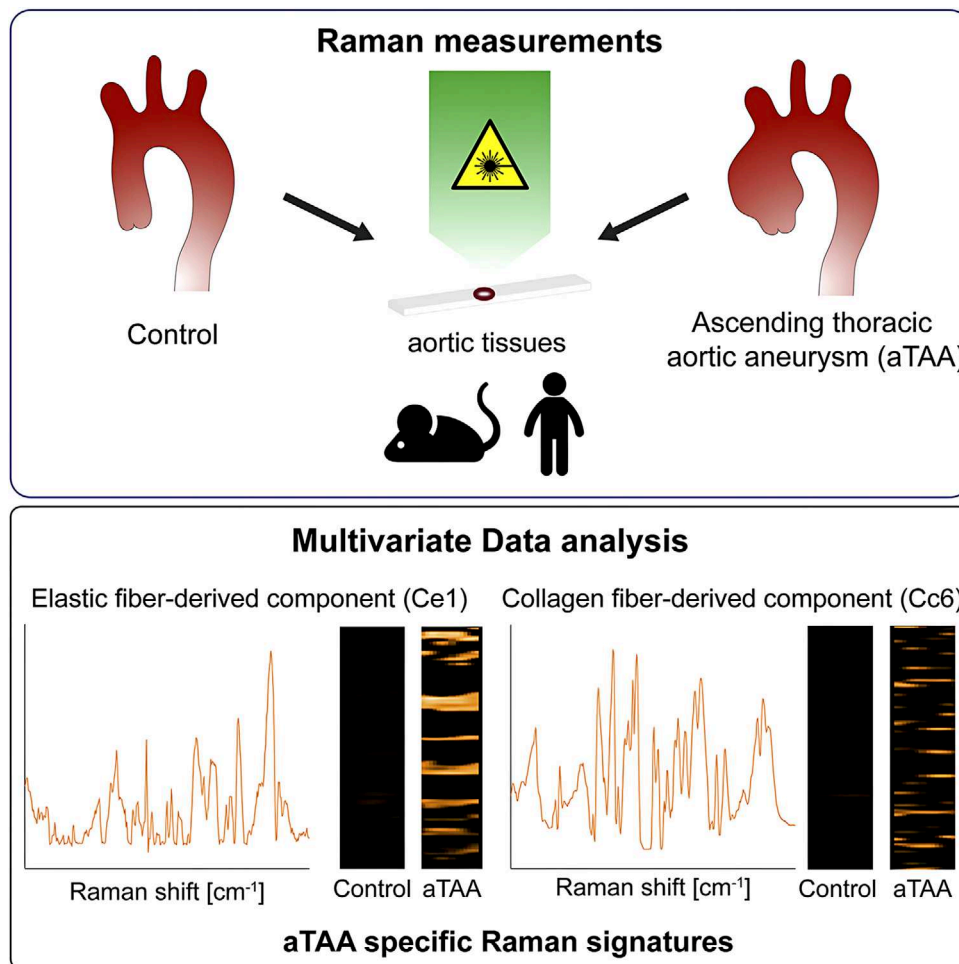 Raman measurements
Control
aortic tissues
Ascending thoracic
aortic aneurysm (aTAA)
Multivariate Data analysis
Elastic fiber-derived component (Ce1)
Collagen fiber-derived component (Cc6)
Raman shift [cm⁻¹]
Control
aTAA
Raman shift [cm⁻¹]
Control
aTAA
aTAA specific Raman signatures